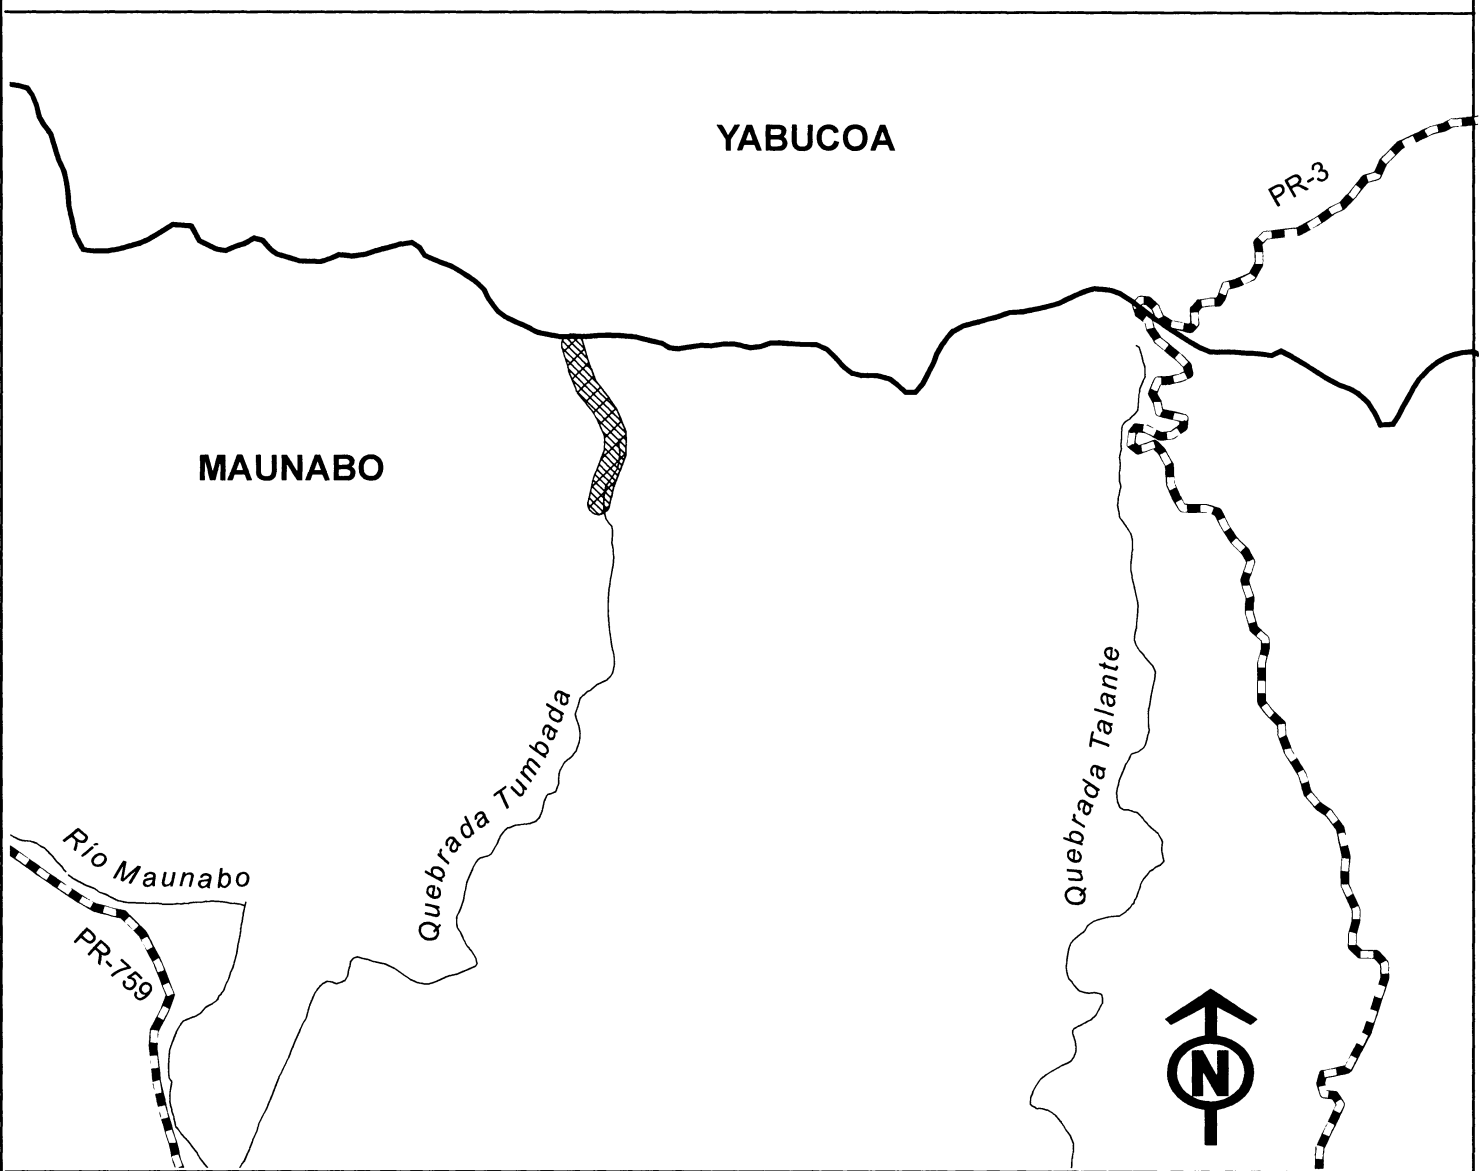 YABUCOA
PR-3
MAUNABO
Quebrada Talante
Quebrada Tumbada
Río Maunabo
PR-759
N